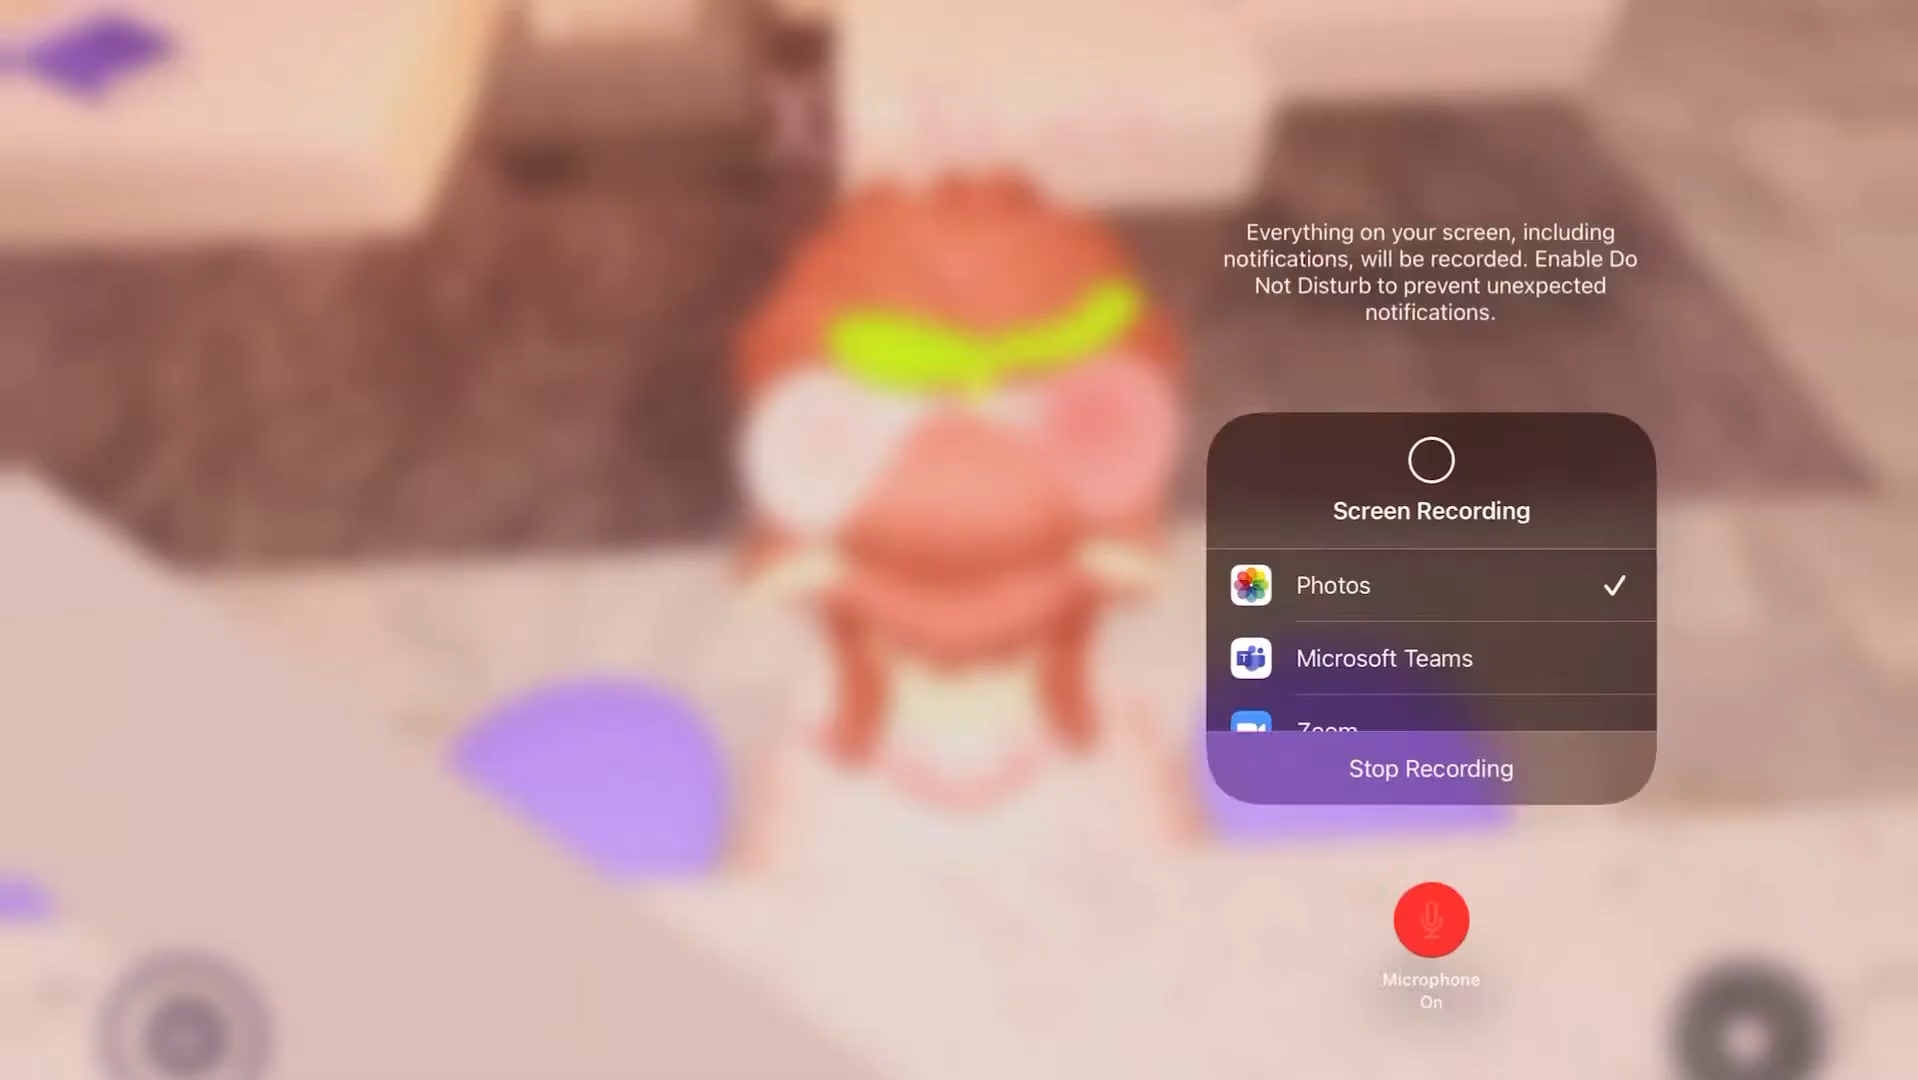 Everything on your screen, including
notifications, will be recorded. Enable Do
Not Disturb to prevent unexpected
notifications.
Screen Recording
Photos
Microsoft Teams
Zoom
Stop Recording
Microphone
On